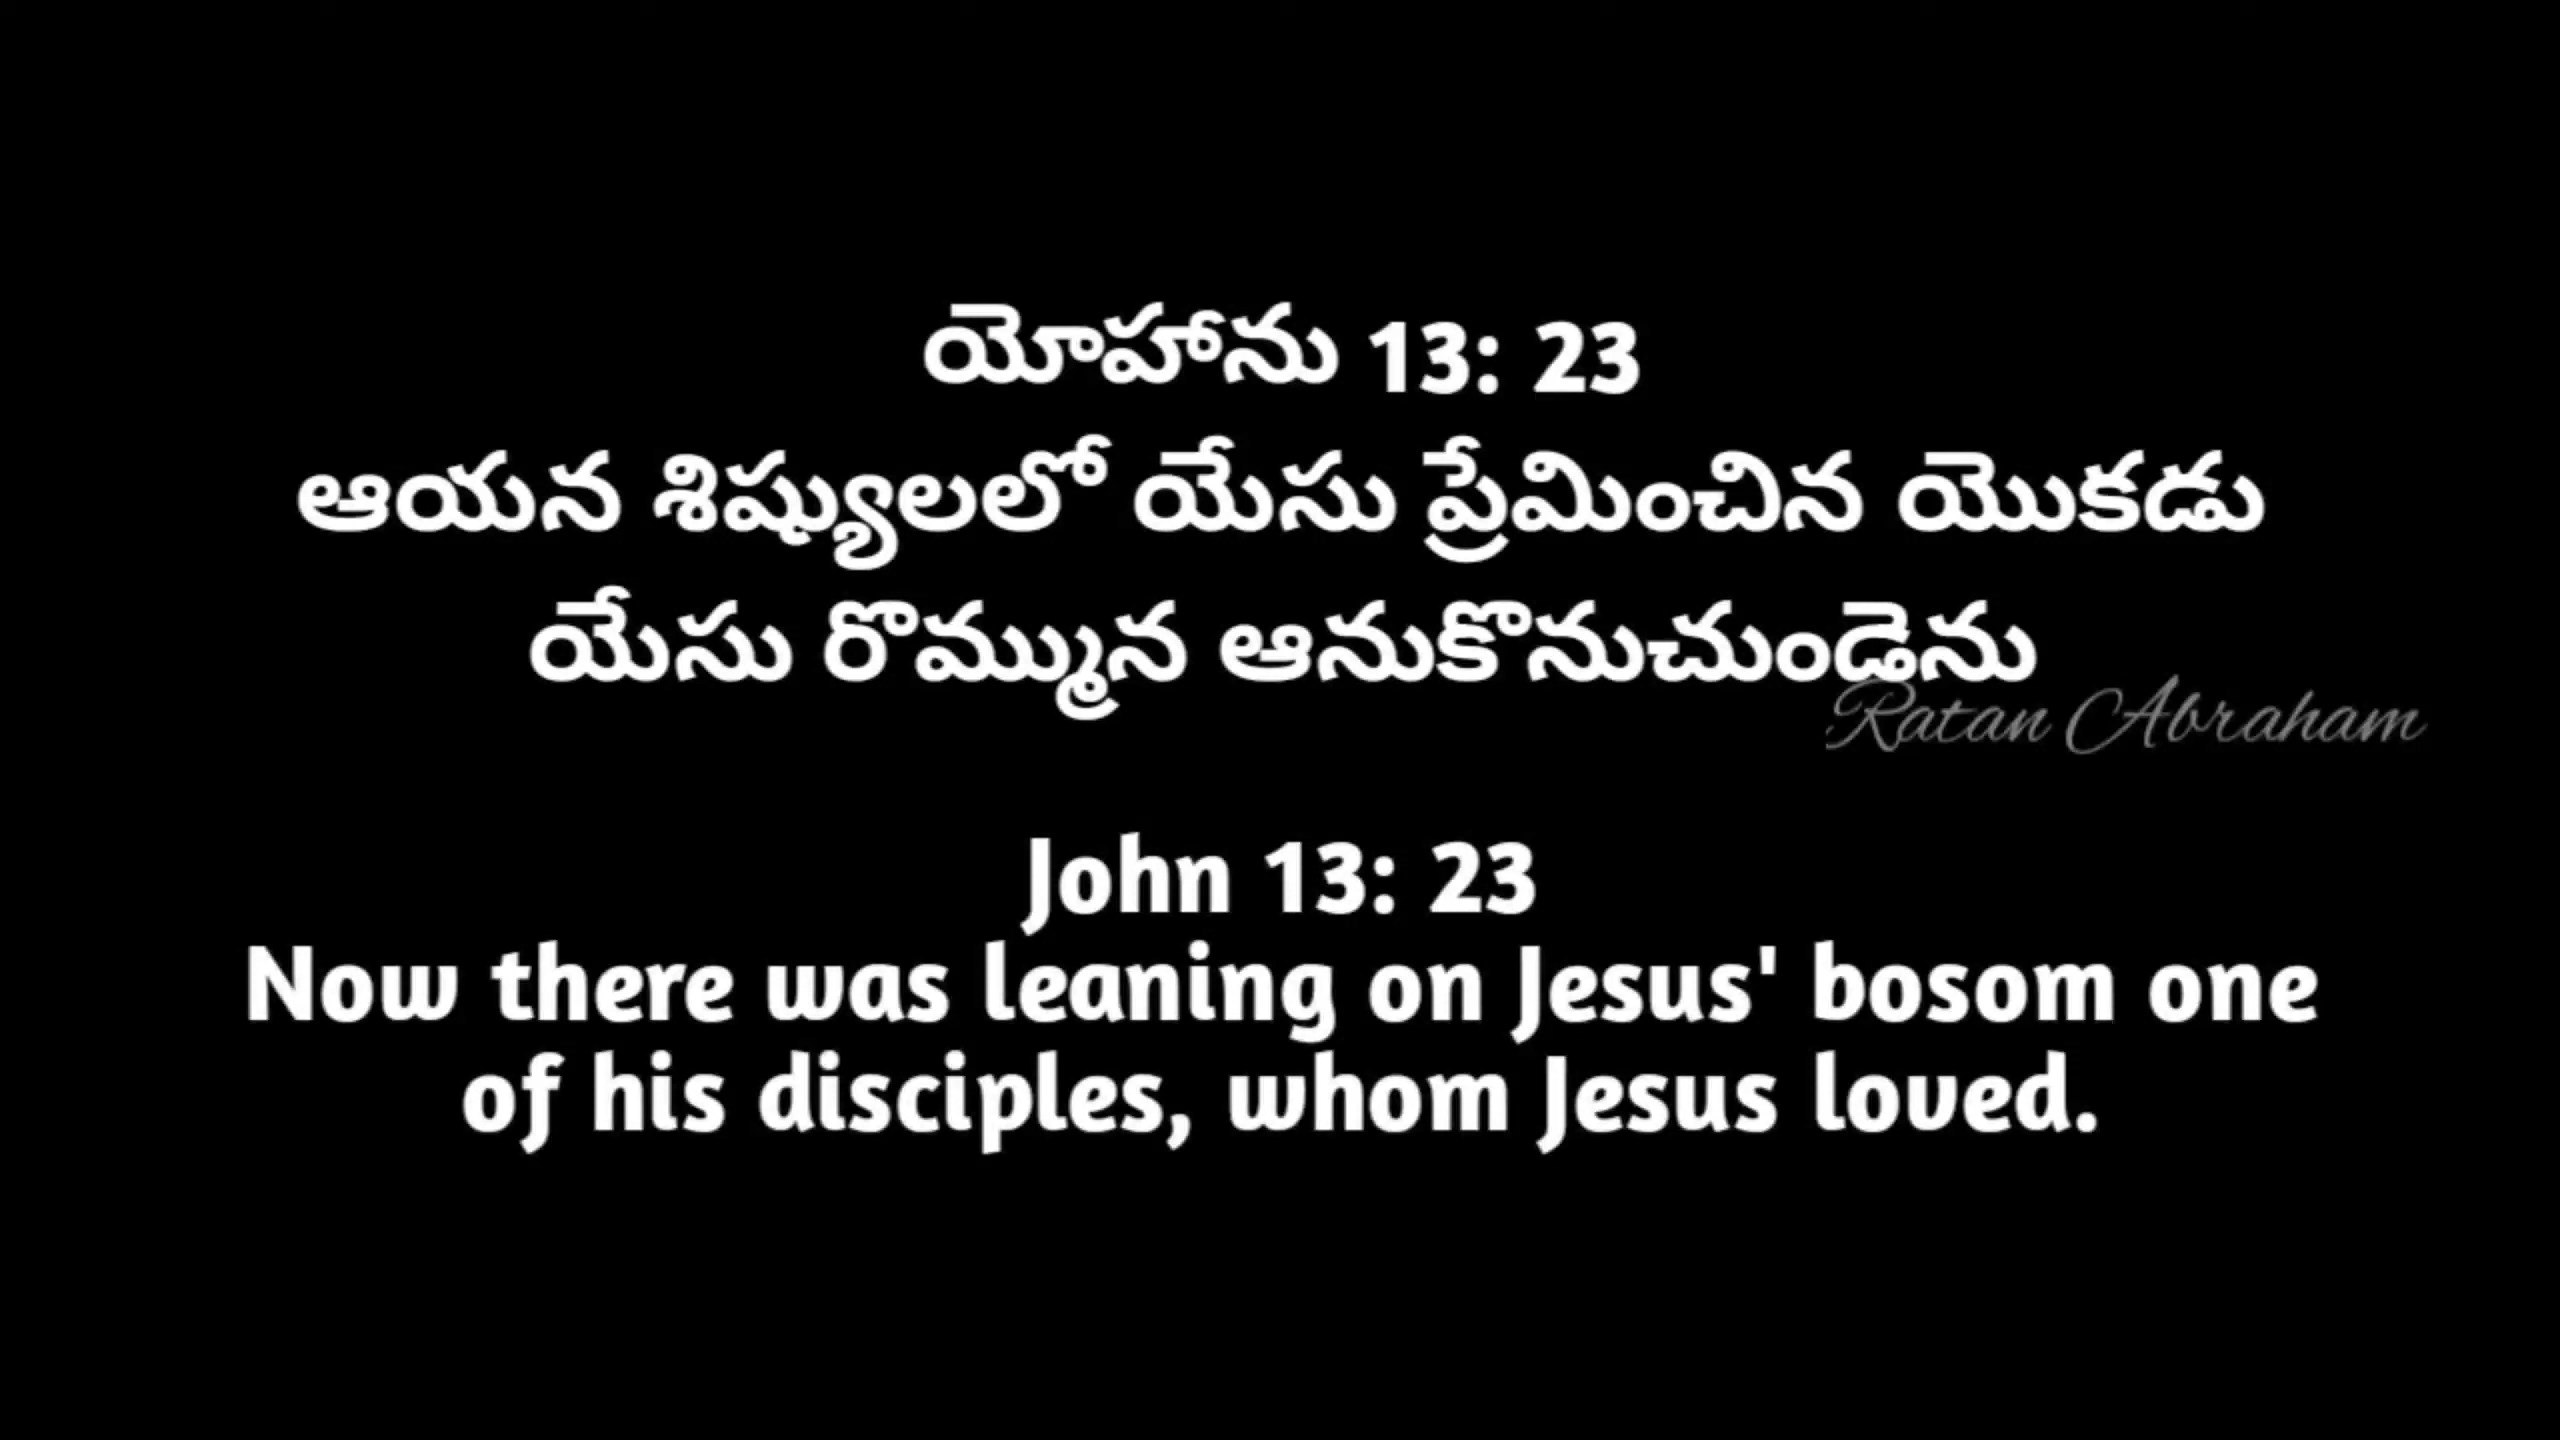 యోహాను 13: 23
ఆయన శిష్యులలో యేసు ప్రేమించిన యొకడు
యేసు రొమ్మున ఆనుకొనుచుండెను
Ratan Abraham
John 13: 23
Now there was leaning on Jesus' bosom one
of his disciples, whom Jesus loved.